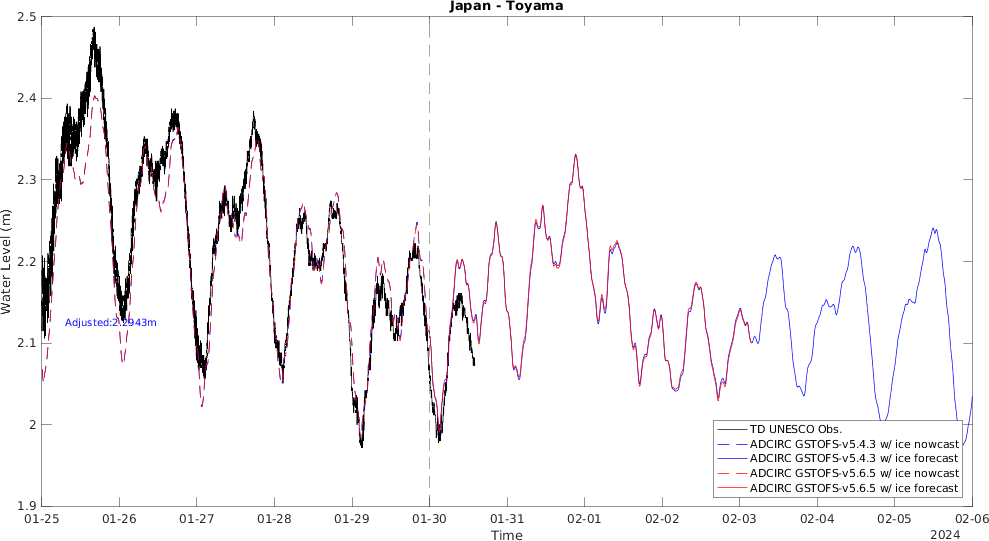 Japan - Toyama
2.5
2.4
2.3
2.2
2.1
2
1.9
Water Level (m)
Adjusted:2.2943m
TD UNESCO Obs.
ADCIRC GSTOFS-v5.4.3 w/ ice nowcast
ADCIRC GSTOFS-v5.4.3 w/ ice forecast
ADCIRC GSTOFS-v5.6.5 w/ ice nowcast
ADCIRC GSTOFS-v5.6.5 w/ ice forecast
01-25 01-26 01-27 01-28 01-29 01-30 01-31 02-01 02-02 02-03 02-04 02-05 02-06
Time
2024